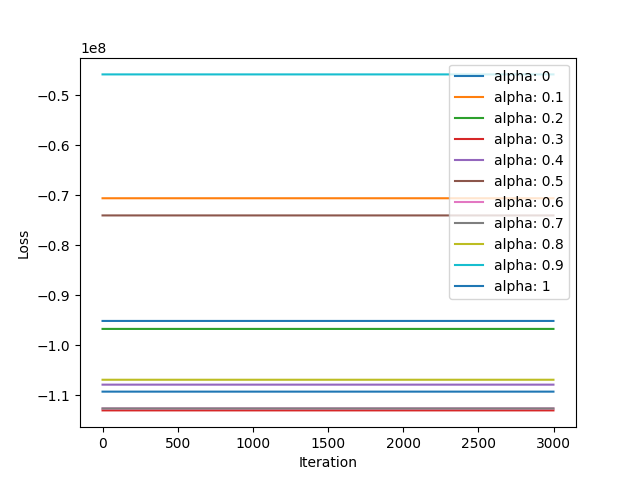 1e8
−0.5
−0.6
−0.7
−0.8
−0.9
−1.0
−1.1
Loss
0 500 1000 1500 2000 2500 3000
Iteration
alpha: 0
alpha: 0.1
alpha: 0.2
alpha: 0.3
alpha: 0.4
alpha: 0.5
alpha: 0.6
alpha: 0.7
alpha: 0.8
alpha: 0.9
alpha: 1